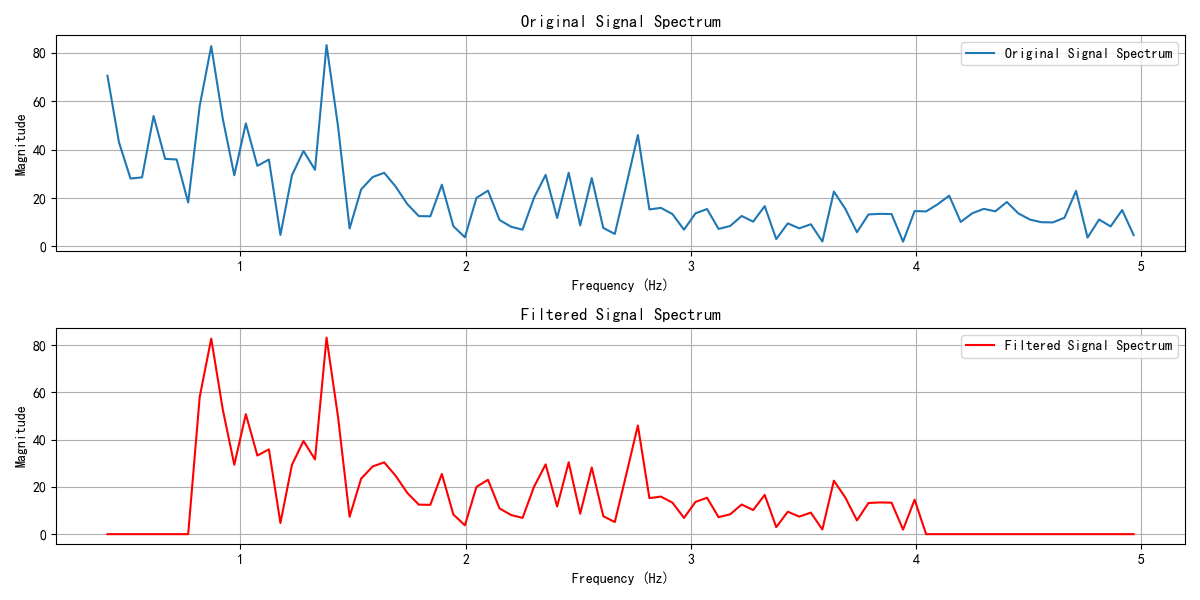 Original Signal Spectrum
Original Signal Spectrum
Magnitude
80
60
40
20
0
1 2 3 4 5
Frequency (Hz)
Filtered Signal Spectrum
Filtered Signal Spectrum
Magnitude
80
60
40
20
0
1 2 3 4 5
Frequency (Hz)